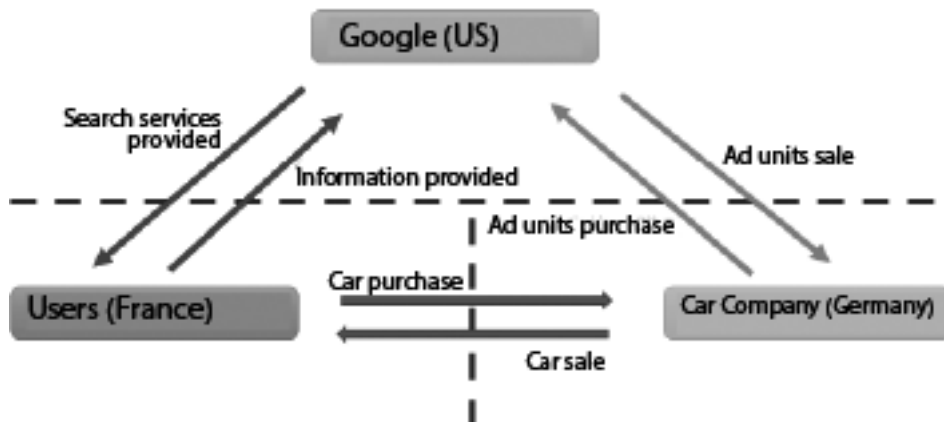 Google (US)
Search services
provided
Ad units sale
Information provided
Ad units purchase
Car purchase
Users (France)
Car Company (Germany)
Car sale